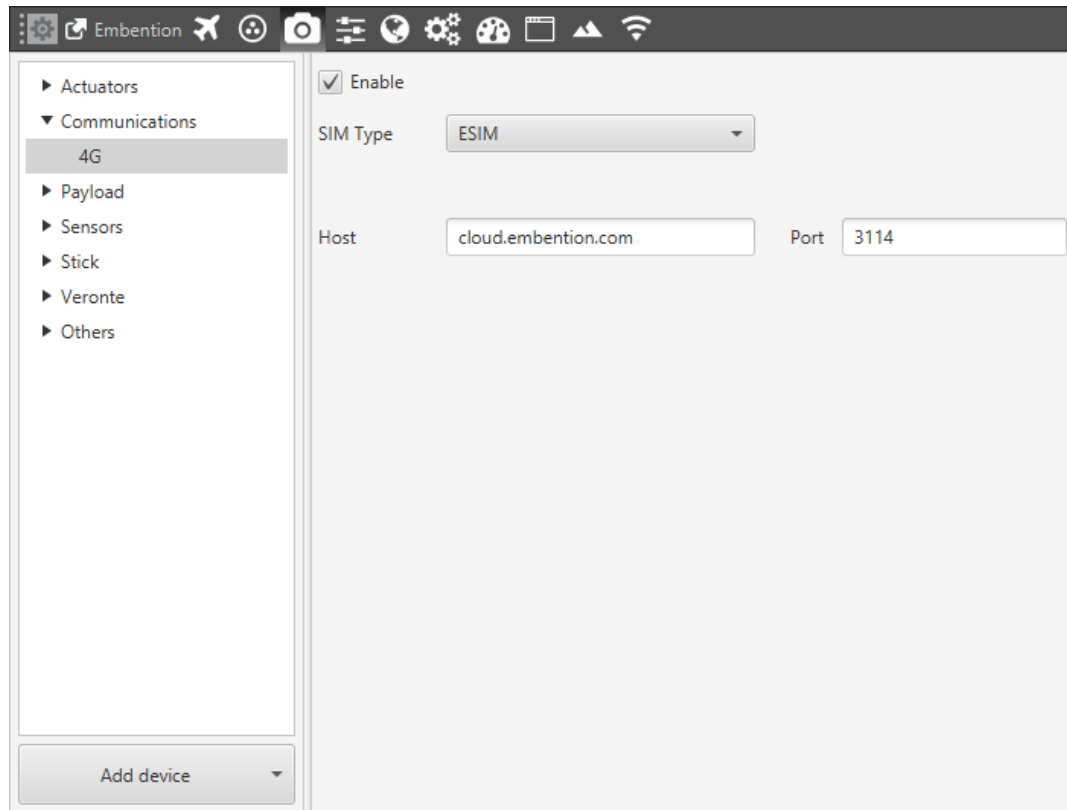 Embention
Actuators
Communications
4G
Payload
Sensors
Stick
Veronte
Others
Add device
Enable
SIM Type ESIM
Host cloud.embention.com Port 3114